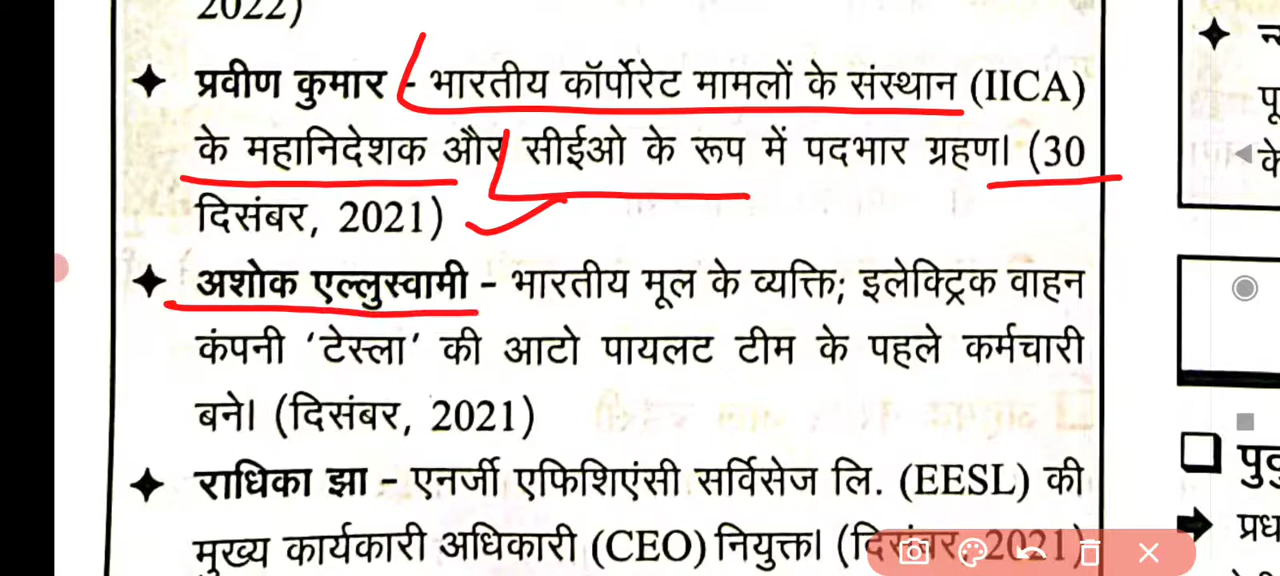 2022)
✦ प्रवीण कुमार - भारतीय कॉर्पोरेट मामलों के संस्थान (IICA)
के महानिदेशक और सीईओ के रूप में पदभार ग्रहण। (30
दिसंबर, 2021)
✦ अशोक एल्लुस्वामी - भारतीय मूल के व्यक्ति; इलेक्ट्रिक वाहन
कंपनी 'टेस्ला' की आटो पायलट टीम के पहले कर्मचारी
बने। (दिसंबर, 2021)
✦ राधिका झा - एनर्जी एफिशिएंसी सर्विसेज लि. (EESL) की
मुख्य कार्यकारी अधिकारी (CEO) नियुक्त। (दिसंबर, 2021)
के